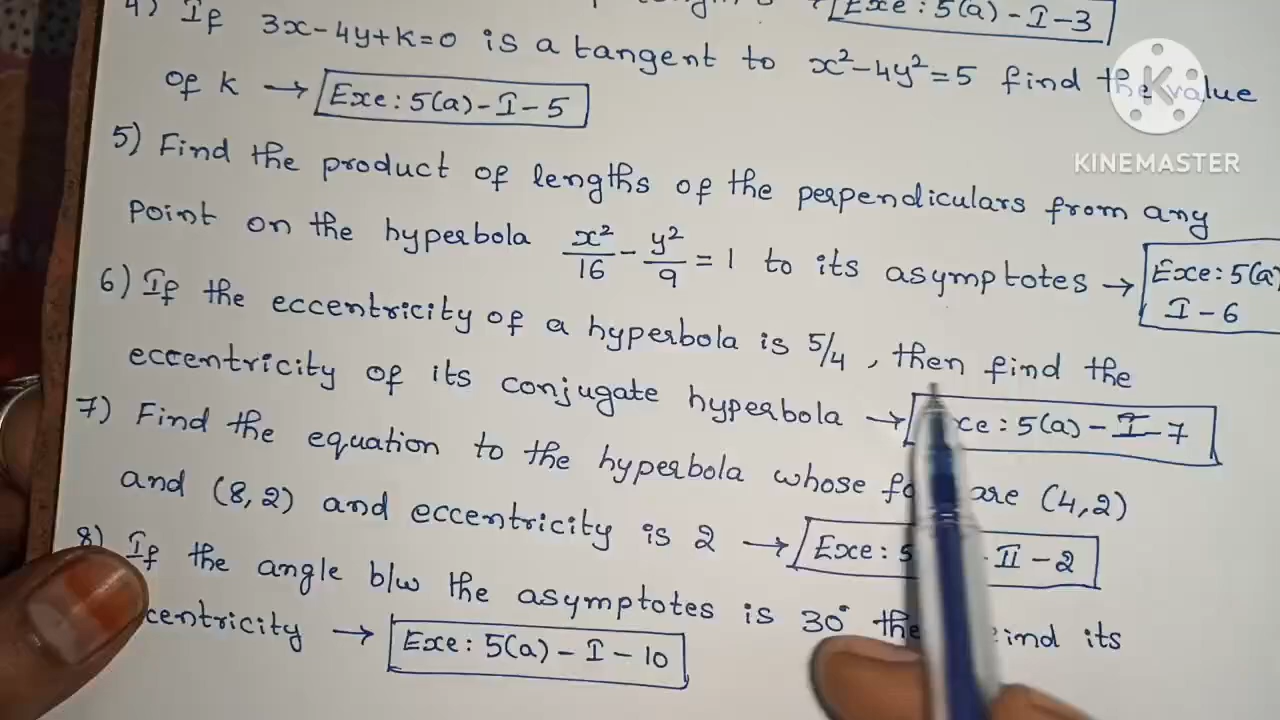 Exe: 5(a) - I - 3
4) If 3x-4y+k=0 is a tangent to x²-4y²=5 find the value
of k → Exe: 5(a) - I - 5
5) Find the product of lengths of the perpendiculars from any
Point on the hyperbola x²/16 - y²/9 = 1 to its asymptotes → Exe: 5(a)
I - 6
6) If the eccentricity of a hyperbola is 5/4, then find the
eccentricity of its conjugate hyperbola → Exe: 5(a) - I - 7
7) Find the equation to the hyperbola whose are (4,2)
and (8,2) and eccentricity is 2 → Exe: 5 - II - 2
8) If the angle b/w the asymptotes is 30° find its
centricity → Exe: 5(a) - I - 10
K
KINEMASTER